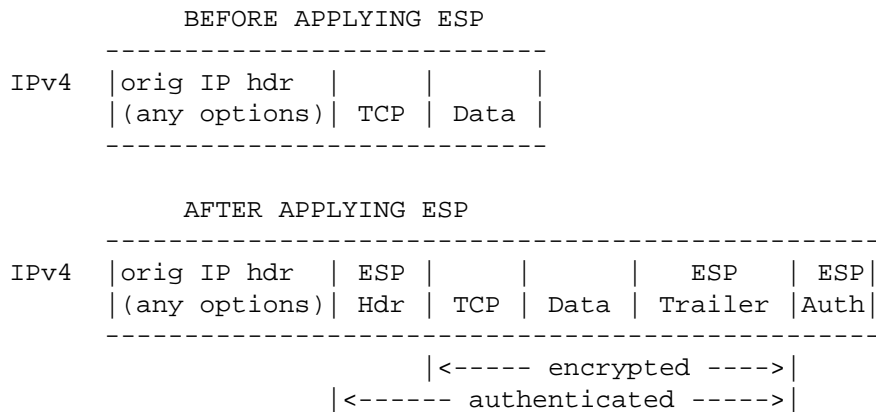 BEFORE APPLYING ESP
       ----------------------------
IPv4  |orig IP hdr  |     |      |
      |(any options)| TCP | Data |
      ----------------------------
            AFTER APPLYING ESP
      -------------------------------------------------
IPv4  |orig IP hdr  | ESP |     |      |   ESP   | ESP|
      |(any options)| Hdr | TCP | Data | Trailer |Auth|
      -------------------------------------------------
                          |<----- encrypted ---->|
                    |<------ authenticated ----->|